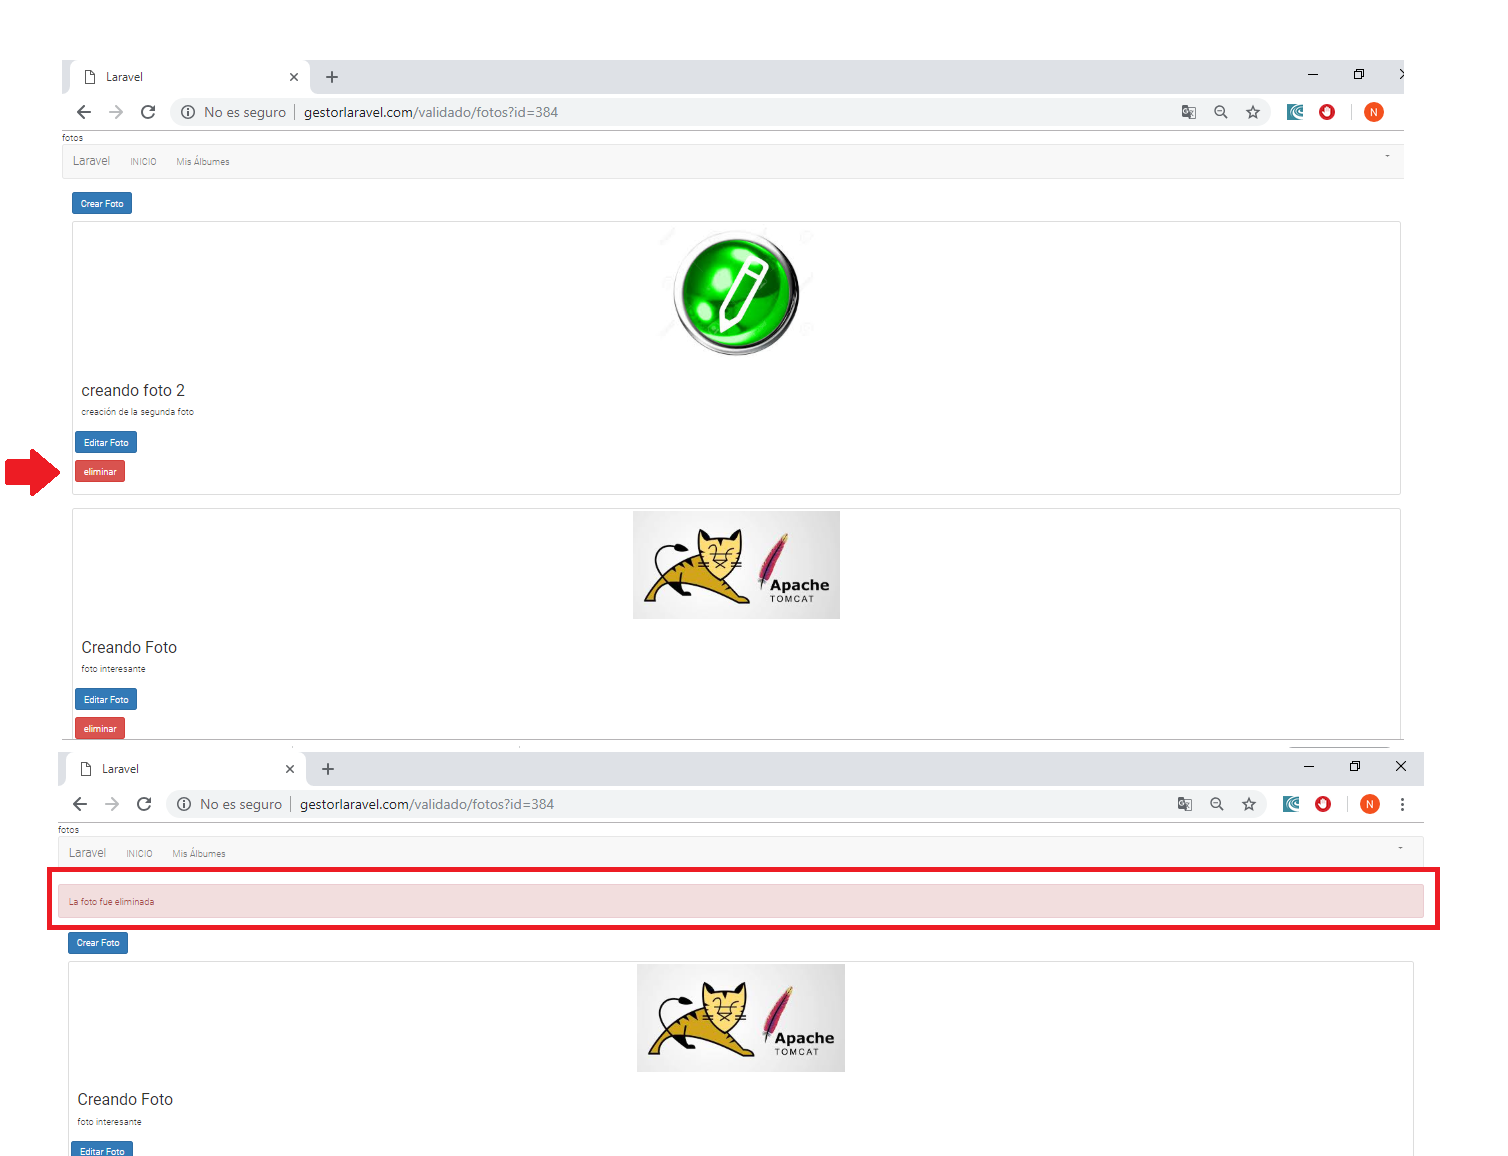 Laravel
No es seguro | gestorlaravel.com/validado/fotos?id=384
N
fotos
Laravel INICIO Mis Álbumes
Crear Foto
creando foto 2
creación de la segunda foto
Editar Foto
eliminar
Apache
TOMCAT
Creando Foto
foto interesante
Editar Foto
eliminar
Laravel
No es seguro | gestorlaravel.com/validado/fotos?id=384
N
fotos
Laravel INICIO Mis Álbumes
La foto fue eliminada
Crear Foto
Apache
TOMCAT
Creando Foto
foto interesante
Editar Foto